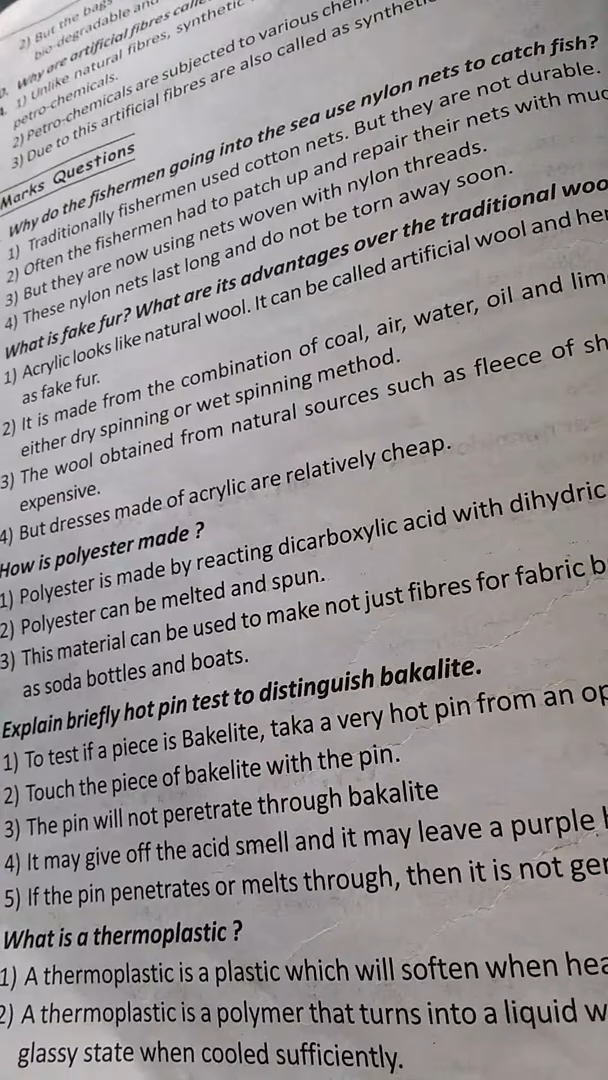 2) But the bags
bio-degradable and
Why are artificial fibres
1) Unlike natural fibres, synthetic
petro-chemicals.
2) Petro-chemicals are subjected to various
3) Due to this artificial fibres are also called as
Marks Questions
Why do the fishermen going into the sea use nylon nets to catch fish?
1) Traditionally fishermen used cotton nets. But they are not durable.
2) Often the fishermen had to patch up and repair their nets with
3) But they are now using nets woven with nylon threads.
4) These nylon nets last long and do not be torn away soon.
What is fake fur? What are its advantages over the traditional
1) Acrylic looks like natural wool. It can be called artificial wool and
as fake fur.
2) It is made from the combination of coal, air, water, oil and
either dry spinning or wet spinning method.
3) The wool obtained from natural sources such as fleece of
expensive.
4) But dresses made of acrylic are relatively cheap.
How is polyester made ?
1) Polyester is made by reacting dicarboxylic acid with dihydric
2) Polyester can be melted and spun.
3) This material can be used to make not just fibres for fabric
as soda bottles and boats.
Explain briefly hot pin test to distinguish bakalite.
1) To test if a piece is Bakelite, taka a very hot pin from an
2) Touch the piece of bakelite with the pin.
3) The pin will not peretrate through bakalite
4) It may give off the acid smell and it may leave a purple
5) If the pin penetrates or melts through, then it is not
What is a thermoplastic ?
1) A thermoplastic is a plastic which will soften when
2) A thermoplastic is a polymer that turns into a liquid
glassy state when cooled sufficiently.